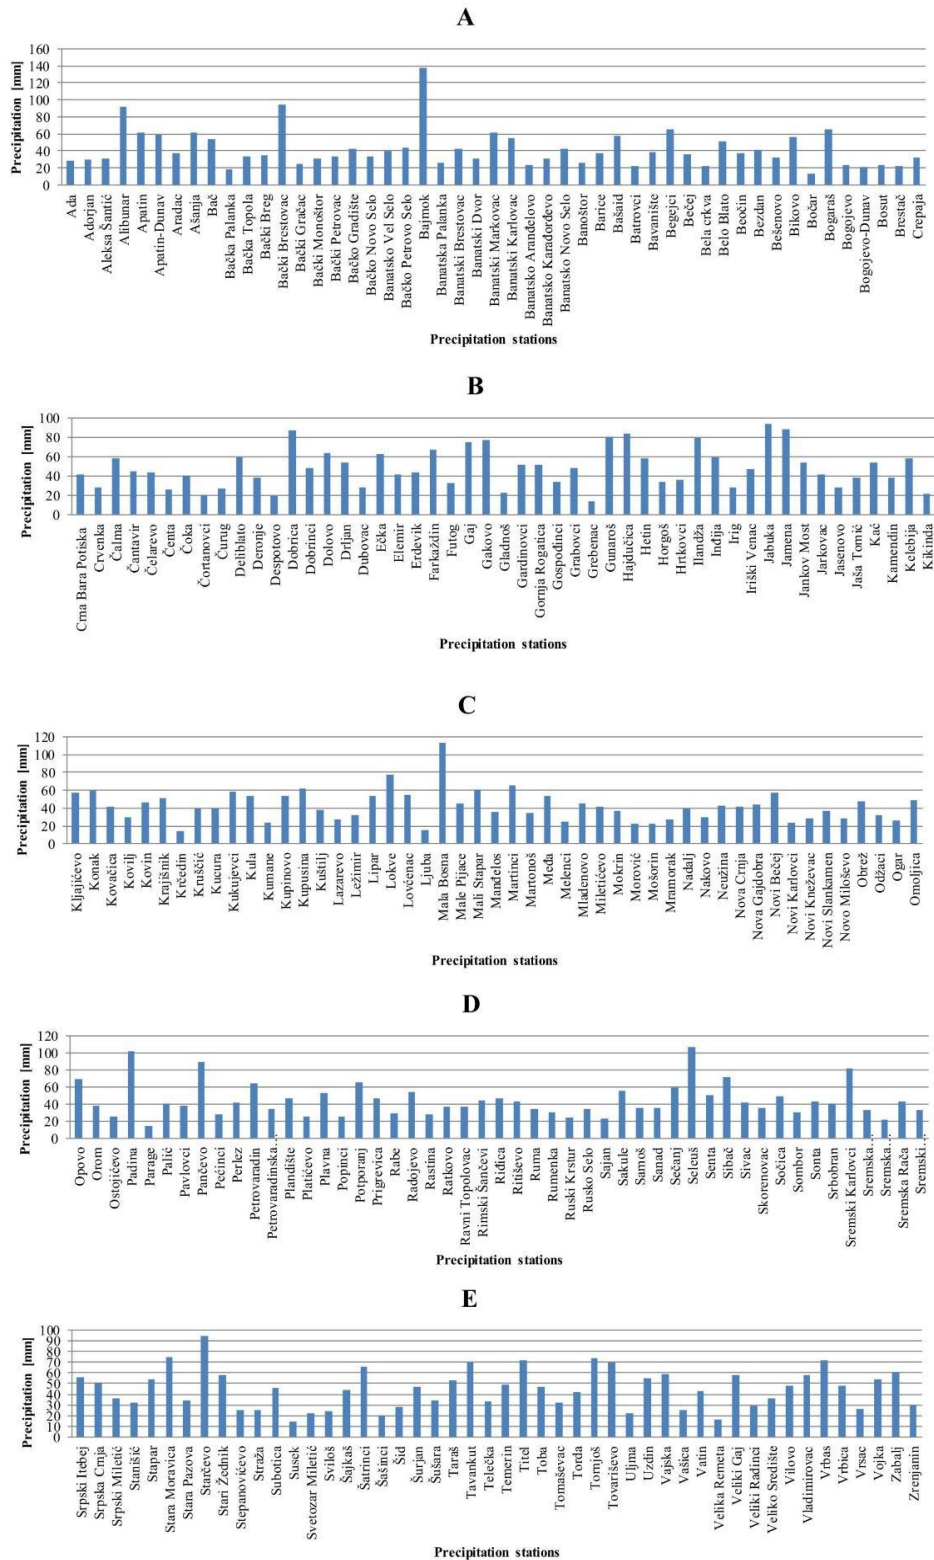 A
Precipitation [mm]
160
140
120
100
80
60
40
20
0
Ada
Adorjan
Aleksa Šantić
Alibunar
Apatin
Apatin-Dunav
Aradac
Ašanja
Bač
Bačka Palanka
Bačka Topola
Bački Breg
Bački Brestovac
Bački Gračac
Bački Monoštor
Bački Petrovac
Bačko Gradište
Bačko Novo Selo
Banatsko Vel Selo
Bačko Petrovo Selo
Bajmok
Banatska Palanka
Banatski Brestovac
Banatski Dvor
Banatski Markovac
Banatski Karlovac
Banatsko Aranđelovo
Banatsko Karađorđevo
Banatsko Novo Selo
Banoštor
Barice
Bašaid
Batrovci
Bavanište
Begejci
Bečej
Bela crkva
Belo Blato
Beočin
Bezdan
Bešenovo
Bikovo
Bočar
Bogaraš
Bogojevo
Bogojevo-Dunav
Bosut
Brestač
Crepaja
Precipitation stations
B
Precipitation [mm]
100
80
60
40
20
0
Crna Bara Potiska
Crvenka
Čalma
Čantavir
Čelarevo
Čenta
Čoka
Čortanovci
Čurug
Deliblato
Deronje
Despotovo
Dobrica
Dobrinci
Dolovo
Drljan
Dubovac
Ečka
Elemir
Erdevik
Farkaždin
Futog
Gaj
Gakovo
Gladnoš
Gardinovci
Gornja Rogatica
Gospođinci
Grabovci
Grebenac
Gunaroš
Hajdučica
Hetin
Horgoš
Hrtkovci
Ilandža
Inđija
Irig
Iriški Venac
Jabuka
Jamena
Jankov Most
Jarkovac
Jasenovo
Jaša Tomić
Kać
Kamendin
Kelebija
Kikinda
Precipitation stations
C
Precipitation [mm]
120
100
80
60
40
20
0
Kljajićevo
Konak
Kovačica
Kovilj
Kovin
Krajišnik
Krčedin
Kruščić
Kucura
Kukujevci
Kula
Kumane
Kupinovo
Kupusina
Kuštilj
Lazarevo
Ležimir
Lipar
Lokve
Lovćenac
Ljuba
Mala Bosna
Male Pijace
Mali Stapar
Manđelos
Martinci
Martonoš
Međa
Melenci
Mladenovo
Miletićevo
Mokrin
Morović
Mošorin
Mramorak
Nadalj
Nakovo
Neuzina
Nova Crnja
Nova Gajdobra
Novi Bečej
Novi Karlovci
Novi Kneževac
Novi Slankamen
Novo Miloševo
Obrež
Odžaci
Ogar
Omoljica
Precipitation stations
D
Precipitation [mm]
120
100
80
60
40
20
0
Opovo
Orom
Ostojićevo
Padina
Parage
Palić
Pavlovci
Pančevo
Pećinci
Perlez
Petrovaradin
Petrovaradinska...
Plandište
Platićevo
Plavna
Popinci
Potporanj
Prigrevica
Rabe
Radojevo
Rastina
Ratkovo
Ravni Topolovac
Rimski Šančevi
Riđica
Ritiševo
Ruma
Rumenka
Ruski Krstur
Rusko Selo
Sajan
Sakule
Samoš
Sanad
Sečanj
Seleuš
Senta
Sibač
Sivac
Skorenovac
Sočica
Sombor
Sonta
Srbobran
Sremski Karlovci
Sremska...
Sremska...
Sremska Rača
Sremski...
Precipitation stations
E
Precipitation [mm]
100
90
80
70
60
50
40
30
20
10
0
Srpski Itebej
Srpska Crnja
Srpski Miletić
Stanišić
Stapar
Stara Moravica
Stara Pazova
Starčevo
Stari Žednik
Stepanovićevo
Straža
Subotica
Susek
Svetozar Miletić
Sviloš
Šajkaš
Šatrinci
Šašinci
Šid
Šurjan
Šušara
Taraš
Tavankut
Telečka
Temerin
Titel
Toba
Tomaševac
Torda
Tornjoš
Tovariševo
Uljma
Uzdin
Vajska
Vašica
Vatin
Velika Remeta
Veliki Gaj
Veliki Radinci
Veliko Središte
Vilovo
Vladimirovac
Vrbas
Vrbica
Vrsac
Vojka
Zabalj
Zrenjanin
Precipitation stations